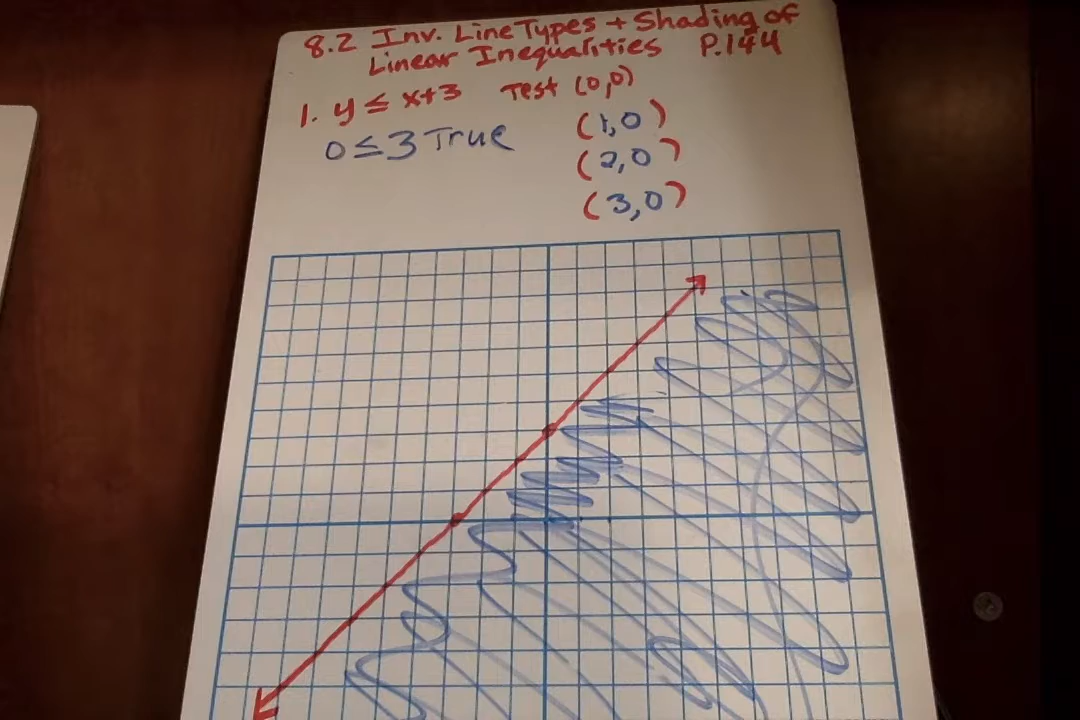 8.2 Inv. Line Types + Shading of
Linear Inequalities P.144
1. y ≤ x+3 Test (0,0)
0 ≤ 3 True (1,0)
(2,0)
(3,0)